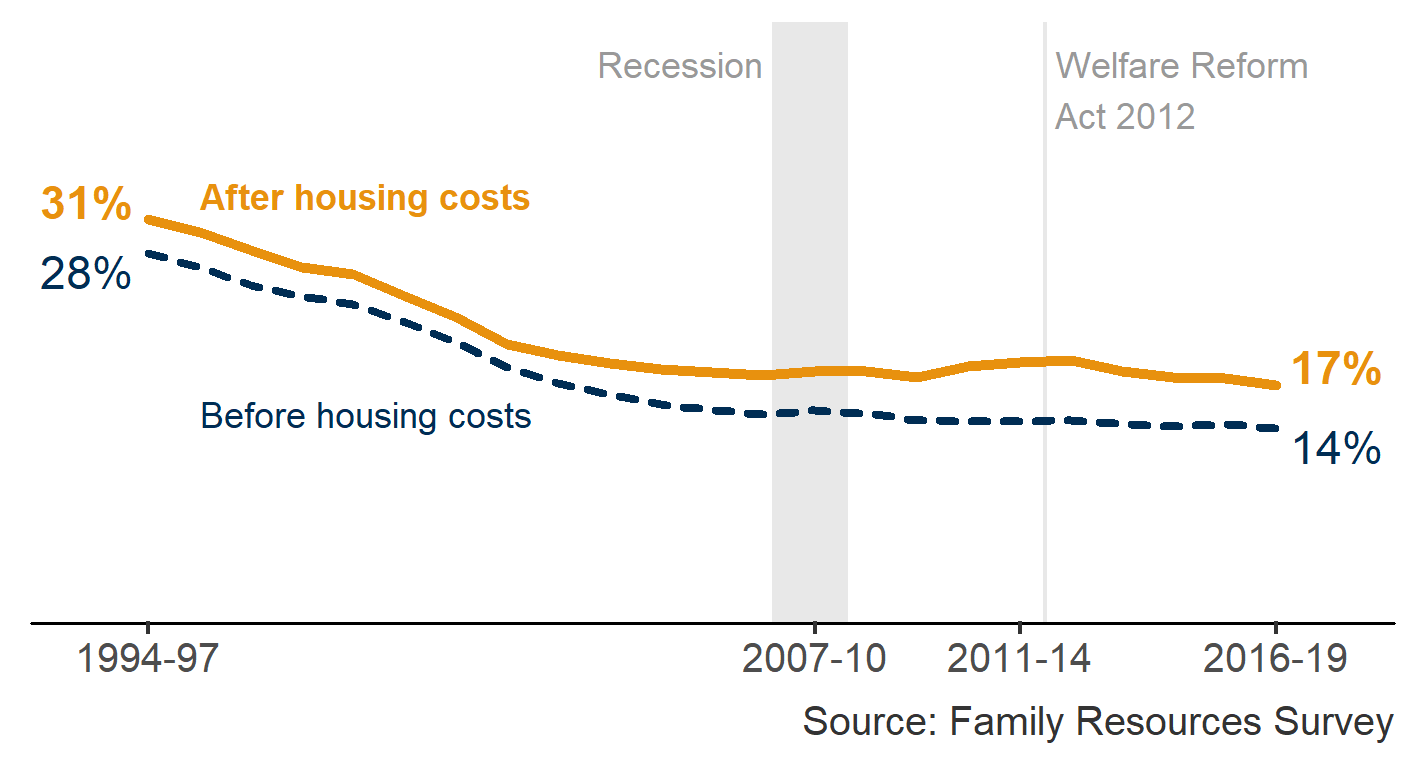 Recession
Welfare Reform
Act 2012
31%
After housing costs
28%
17%
Before housing costs
14%
1994-97
2007-10
2011-14
2016-19
Source: Family Resources Survey